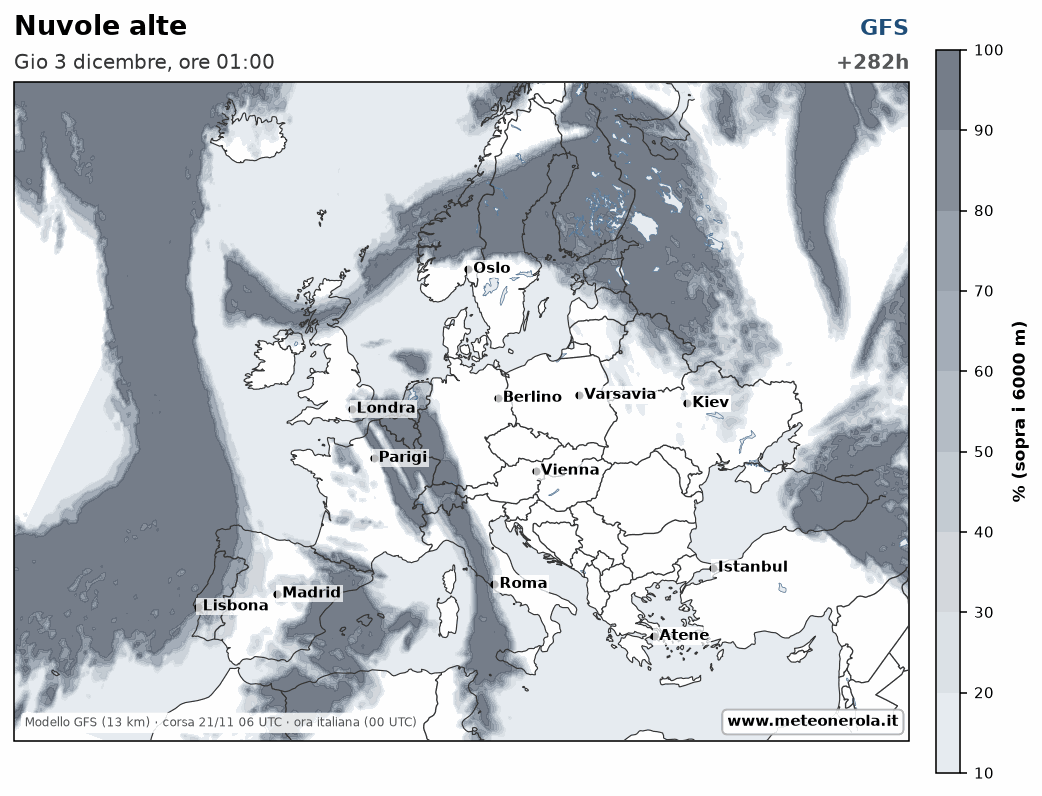 Nuvole alte
GFS
Gio 3 dicembre, ore 01:00
+282h
100
90
80
70
60
50
40
30
20
10
% (sopra i 6000 m)
Oslo
Berlino
Varsavia
Kiev
Londra
Parigi
Vienna
Istanbul
Roma
Madrid
Lisbona
Atene
Modello GFS (13 km) · corsa 21/11 06 UTC · ora italiana (00 UTC)
www.meteonerola.it